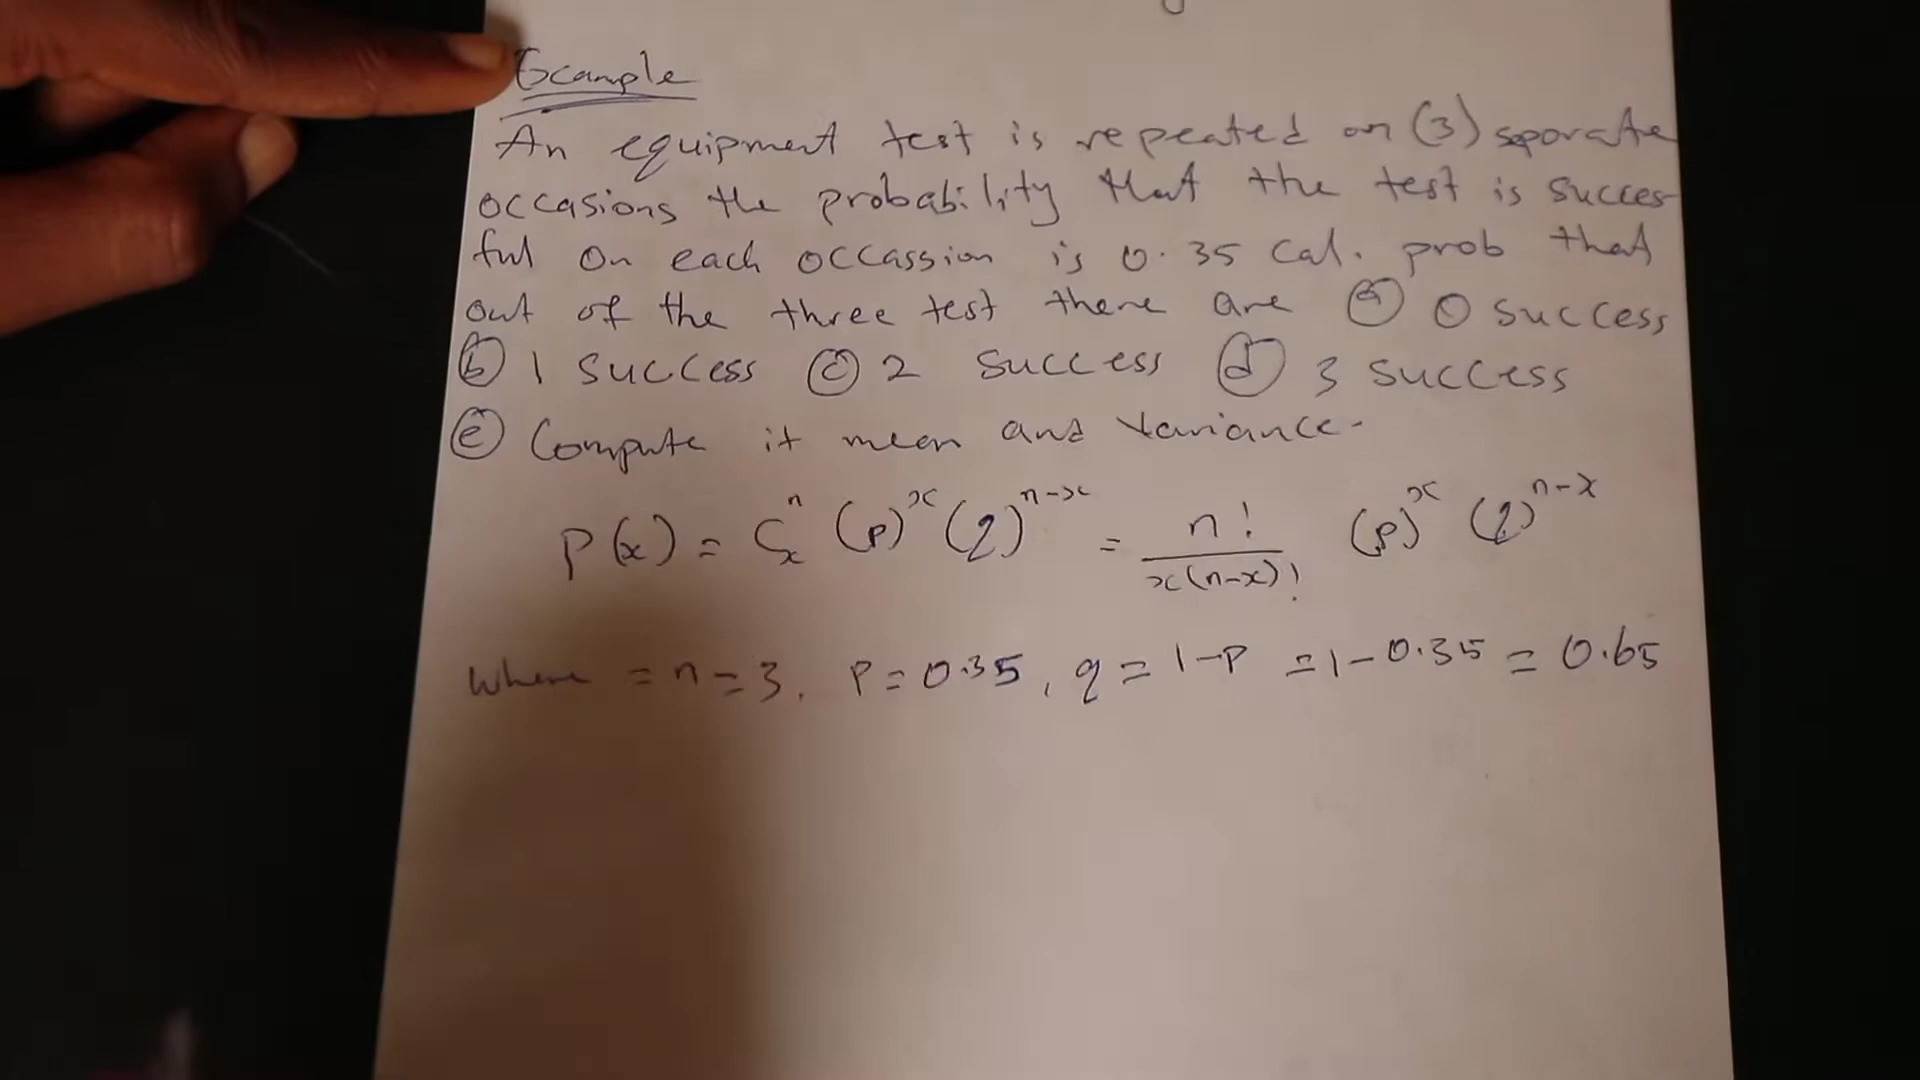 Example
An equipment test is repeated on (3) seporate
occasions the probability that the test is succes-
ful on each occassion is 0.35 Cal. prob that
out of the three test there are (a) 0 success
(b) 1 success (c) 2 success (d) 3 success
(e) Compute it mean and variance.
P(x) = C^n_x (p)^x (q)^{n-x} = n!/x(n-x)! (p)^x (q)^{n-x}
where = n = 3, P = 0.35, q = 1-P = 1-0.35 = 0.65